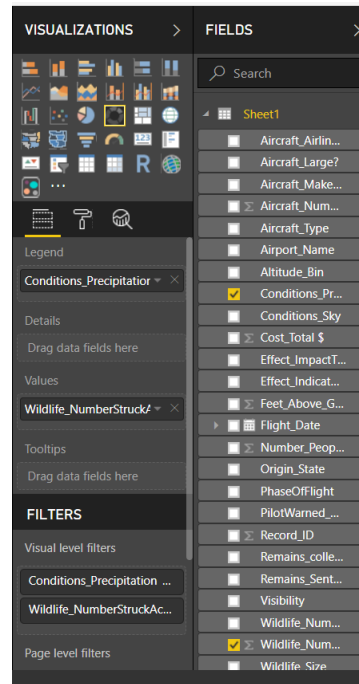 VISUALIZATIONS
FIELDS
Search
Sheet1
Aircraft_Airlin...
Aircraft_Large?
Aircraft_Make...
Σ Aircraft_Num...
Aircraft_Type
Airport_Name
Altitude_Bin
Conditions_Pr...
Conditions_Sky
Σ Cost_Total $
Effect_ImpactT...
Effect_Indicat...
Σ Feet_Above_G...
Flight_Date
Σ Number_Peop...
Origin_State
PhaseOfFlight
PilotWarned_...
Σ Record_ID
Remains_colle...
Remains_Sent...
Visibility
Wildlife_Num...
Σ Wildlife_Num...
Wildlife_Size
123
R
...
Legend
Conditions_Precipitation
Details
Drag data fields here
Values
Wildlife_NumberStruckA
Tooltips
Drag data fields here
FILTERS
Visual level filters
Conditions_Precipitation ...
Wildlife_NumberStruckAc...
Page level filters